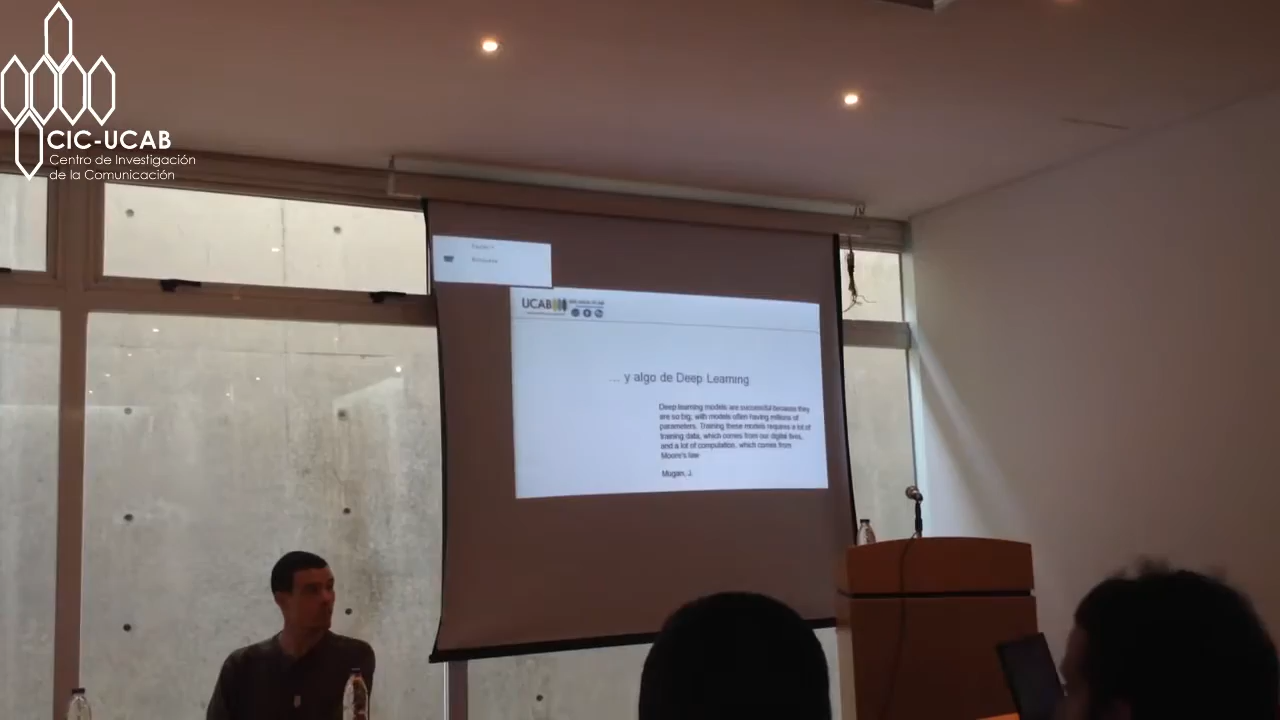 CIC-UCAB
Centro de Investigación
de la Comunicación
UCAB
... y algo de Deep Learning
Deep learning models are successful because they
are so big, with models often having millions of
parameters. Training these models requires a lot of
training data, which comes from our digital lives,
and a lot of computation, which comes from
Moore's law
Mugan, J.